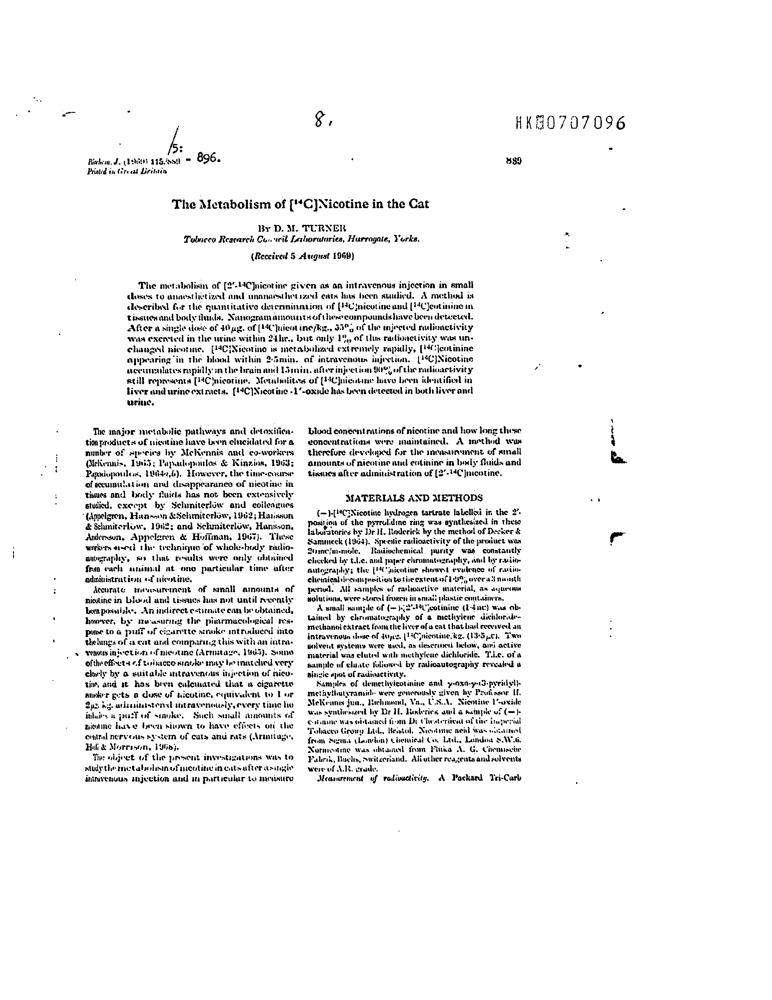 8.
HK0707096
15:
Biochem. J. (1969) 115, 889 - 896.
889
Printed in Great Britain
The Metabolism of [¹⁴C]Nicotine in the Cat
BY D. M. TURNER
Tobacco Research Council Laboratories, Harrogate, Yorks.
(Received 5 August 1969)
The metabolism of [2′-¹⁴C]nicotine given as an intravenous injection in small
doses to anaesthetized and unanaesthetized cats has been studied. A method is
described for the quantitative determination of [¹⁴C]nicotine and [¹⁴C]cotinine in
tissues and body fluids. Nanogram amounts of these compounds have been detected.
After a single dose of 40μg. of [¹⁴C]nicotine/kg., 55% of the injected radioactivity
was excreted in the urine within 24hr., but only 1% of this radioactivity was un-
changed nicotine. [¹⁴C]Nicotine is metabolized extremely rapidly, [¹⁴C]cotinine
appearing in the blood within 2·5min. of intravenous injection. [¹⁴C]Nicotine
accumulates rapidly in the brain and 15min. after injection 90% of the radioactivity
still represents [¹⁴C]nicotine. Metabolites of [¹⁴C]nicotine have been identified in
liver and urine extracts. [¹⁴C]Nicotine-1′-oxide has been detected in both liver and
urine.
The major metabolic pathways and detoxifica-
tion products of nicotine have been elucidated for a
number of species by McKennis and co-workers
(McKennis, 1965; Papadopoulos & Kinzios, 1963;
Papadopoulos, 1964a,b). However, the time-course
of accumulation and disappearance of nicotine in
tissues and body fluids has not been extensively
studied, except by Schmiterlöw and colleagues
(Appelgren, Hansson & Schmiterlöw, 1962; Hansson
& Schmiterlöw, 1962; and Schmiterlöw, Hansson,
Andersson, Appelgren & Hoffman, 1967). These
workers used the technique of whole-body radio-
autography, so that results were only obtained
from each animal at one particular time after
administration of nicotine.
Accurate measurement of small amounts of
nicotine in blood and tissues has not until recently
been possible. An indirect estimate can be obtained,
however, by measuring the pharmacological res-
ponse to a puff of cigarette smoke introduced into
the lungs of a cat and comparing this with an intra-
venous injection of nicotine (Armitage, 1965). Some
of the effects of tobacco smoke may be matched very
closely by a suitable intravenous injection of nico-
tine, and it has been calculated that a cigarette
smoker gets a dose of nicotine, equivalent to 1 or
2μg./kg. administered intravenously, every time he
inhales a puff of smoke. Such small amounts of
nicotine have been shown to have effects on the
central nervous system of cats and rats (Armitage,
Hall & Morrison, 1968).
The object of the present investigations was to
study the metabolism of nicotine in cats after a single
intravenous injection and in particular to measure
blood concentrations of nicotine and how long these
concentrations were maintained. A method was
therefore developed for the measurement of small
amounts of nicotine and cotinine in body fluids and
tissues after administration of [2′-¹⁴C]nicotine.
MATERIALS AND METHODS
(−)-[¹⁴C]Nicotine hydrogen tartrate labelled in the 2′-
position of the pyrrolidine ring was synthesized in these
laboratories by Dr H. Roderick by the method of Decker &
Sammeck (1964). Specific radioactivity of the product was
20mc/m-mole. Radiochemical purity was constantly
checked by t.l.c. and paper chromatography, and by radio-
autography; the [¹⁴C]nicotine showed evidence of radio-
chemical decomposition to the extent of 1·9% over a 3 month
period. All samples of radioactive material, as aqueous
solutions, were stored frozen in small plastic containers.
A small sample of (−)-[2′-¹⁴C]cotinine (1·4mc) was ob-
tained by chromatography of a methylene dichloride–
methanol extract from the liver of a cat that had received an
intravenous dose of 40μg. [¹⁴C]nicotine/kg. (13·5μc). Two
solvent systems were used, as described below, and active
material was eluted with methylene dichloride. T.l.c. of a
sample of eluate followed by radioautography revealed a
single spot of radioactivity.
Samples of demethylcotinine and γ-oxo-γ-(3-pyridyl)-
methylbutyramide were generously given by Professor H.
McKennis jun., Richmond, Va., U.S.A. Nicotine 1′-oxide
was synthesized by Dr H. Roderick and a sample of (−)-
cotinine was obtained from Dr of the Imperial
Tobacco Group Ltd., Bristol. Nicotinic acid was obtained
from Sigma (London) Chemical Co. Ltd., London S.W.6.
Nornicotine was obtained from Fluka A. G. Chemische
Fabrik, Buchs, Switzerland. All other reagents and solvents
were of A.R. grade.
Measurement of radioactivity. A Packard Tri-Carb